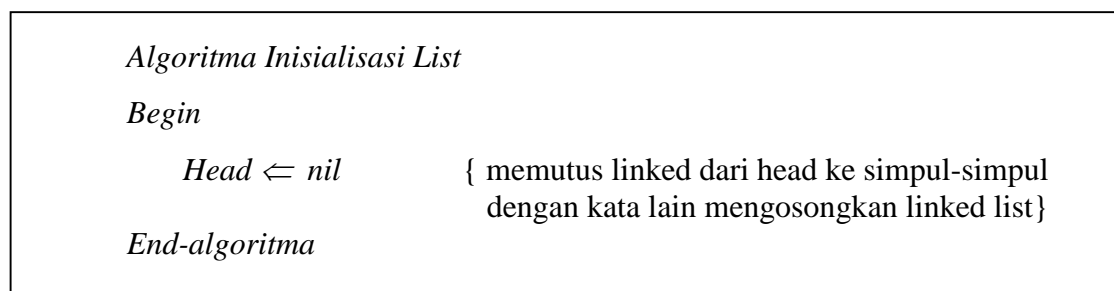 Algoritma Inisialisasi List
Begin
Head ⇐ nil { memutus linked dari head ke simpul-simpul
dengan kata lain mengosongkan linked list}
End-algoritma